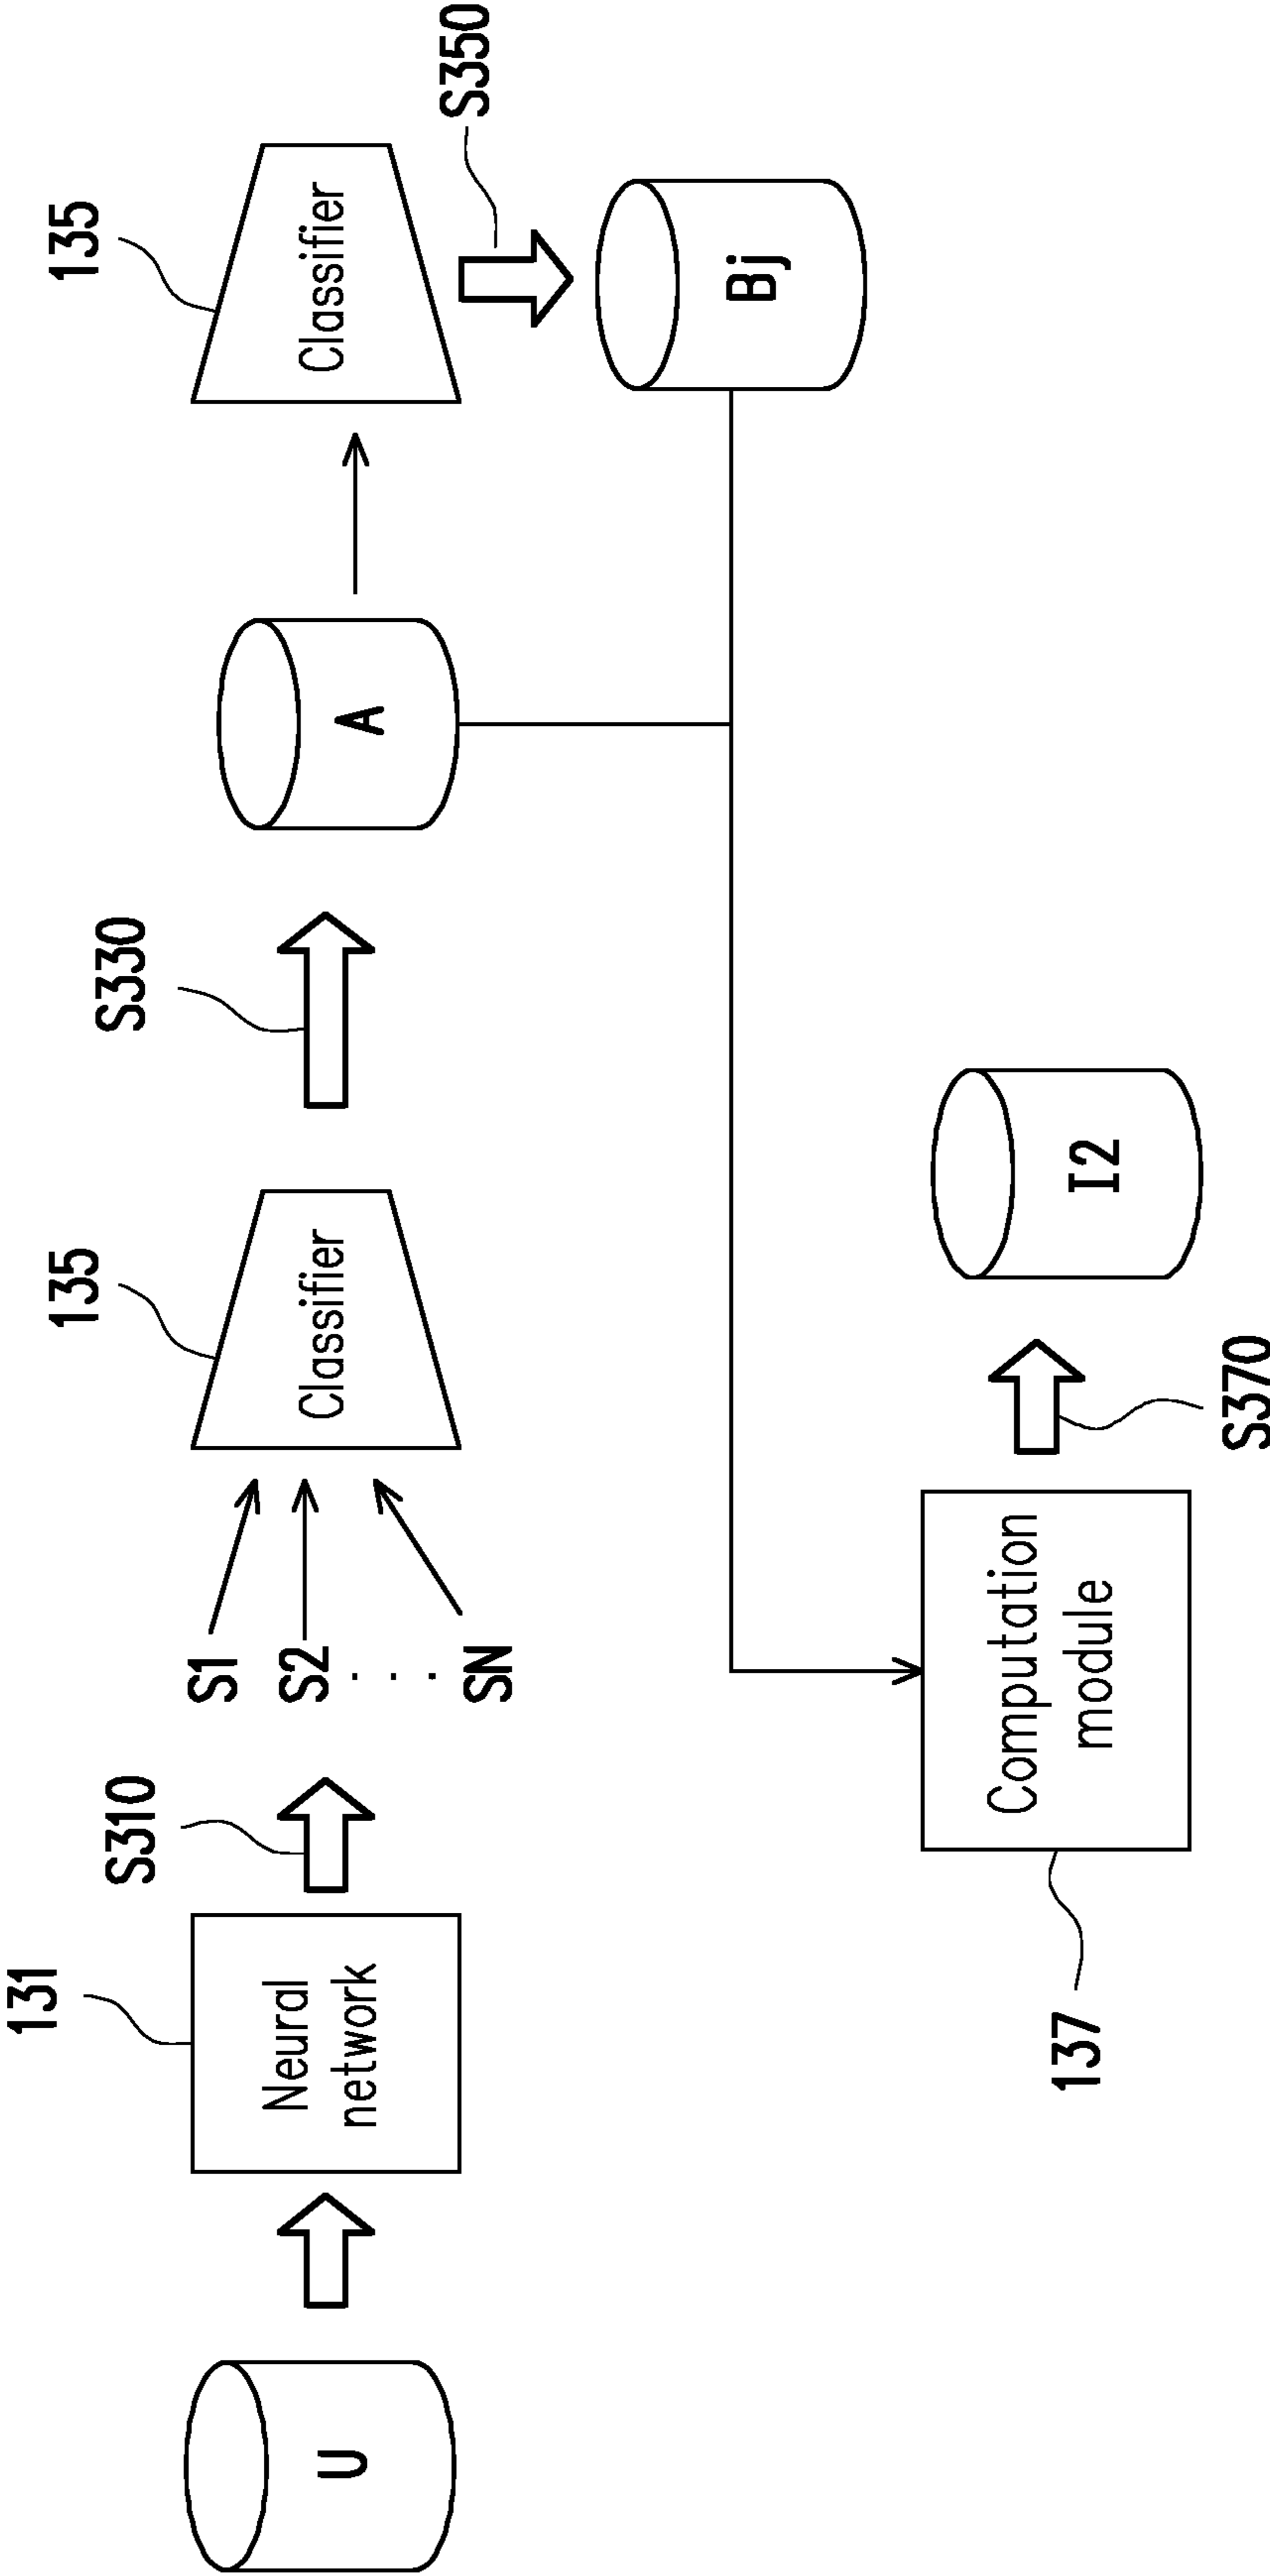 131
S310
135
S330
135
S350
U
Neural
network
S1
S2
. . .
SN
Classifier
A
Classifier
Bj
137
Computation
module
S370
I2